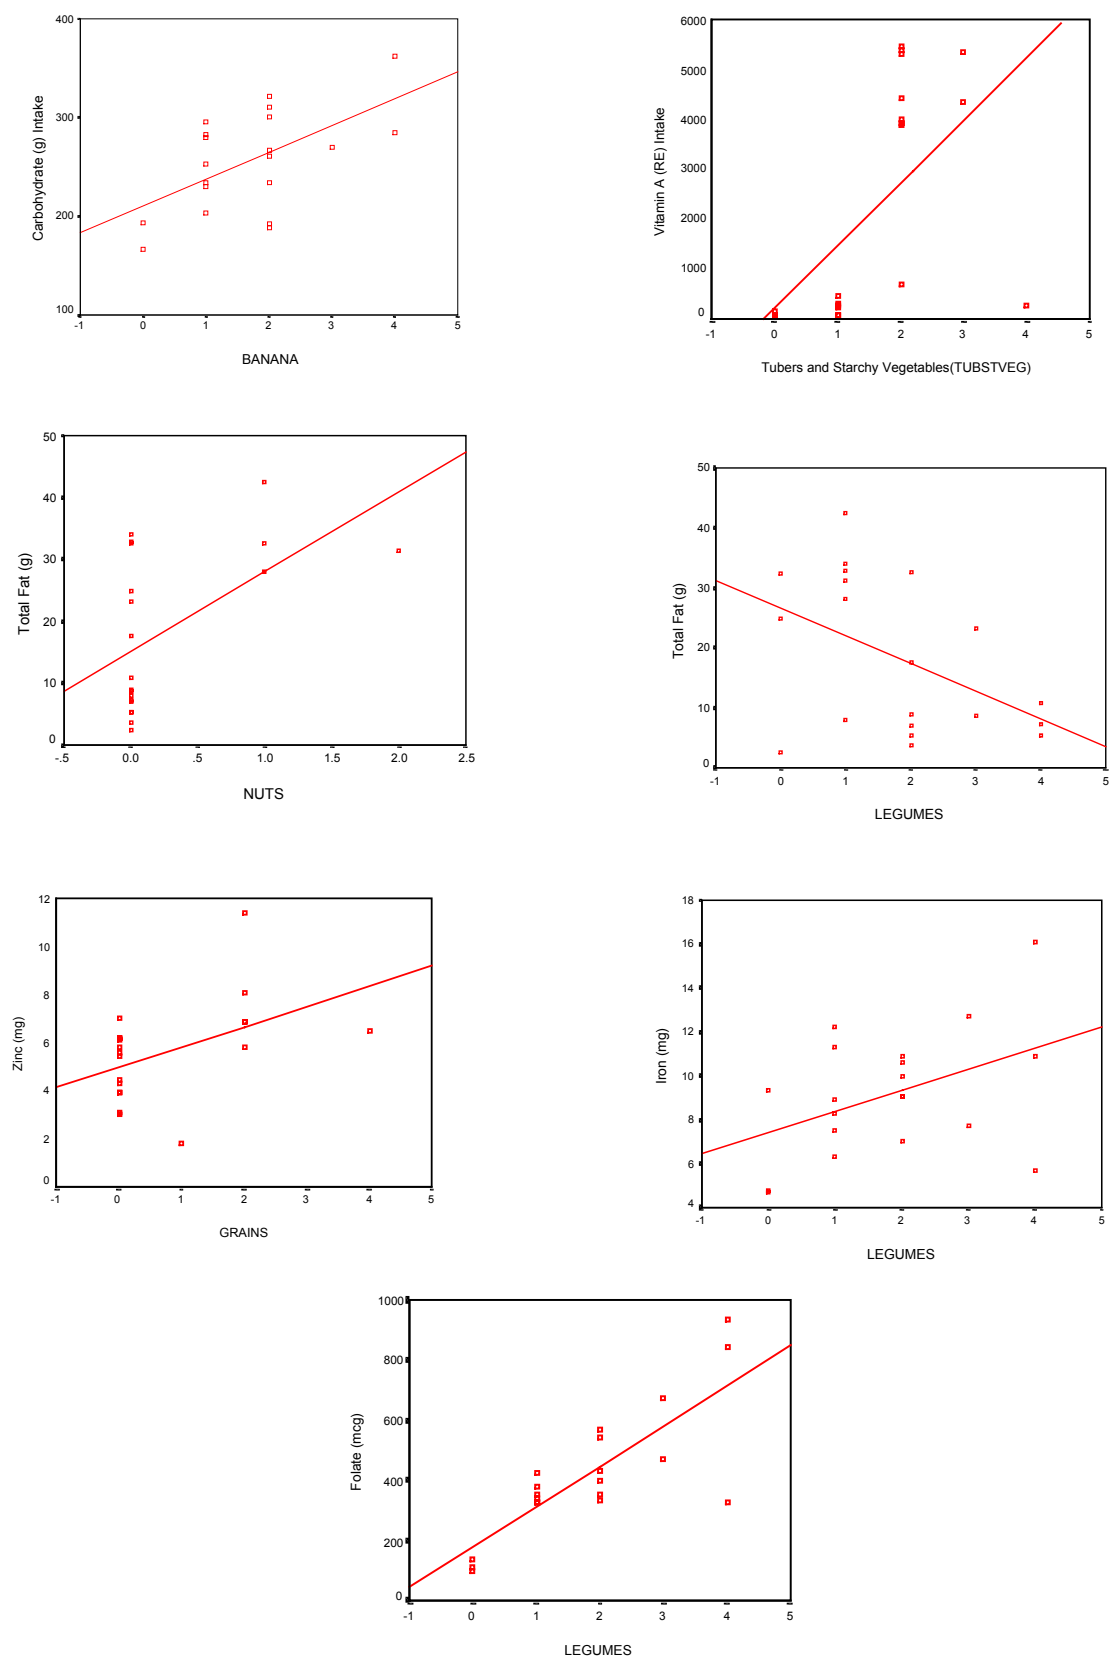 400
300
200
100
Carbohydrate (g) Intake
-1 0 1 2 3 4 5
BANANA
6000
5000
4000
3000
2000
1000
0
Vitamin A (RE) Intake
-1 0 1 2 3 4 5
Tubers and Starchy Vegetables(TUBSTVEG)
50
40
30
20
10
0
Total Fat (g)
-.5 0.0 .5 1.0 1.5 2.0 2.5
NUTS
50
40
30
20
10
0
Total Fat (g)
-1 0 1 2 3 4 5
LEGUMES
12
10
8
6
4
2
0
Zinc (mg)
-1 0 1 2 3 4 5
GRAINS
18
16
14
12
10
8
6
4
Iron (mg)
-1 0 1 2 3 4 5
LEGUMES
1000
800
600
400
200
0
Folate (mcg)
-1 0 1 2 3 4 5
LEGUMES